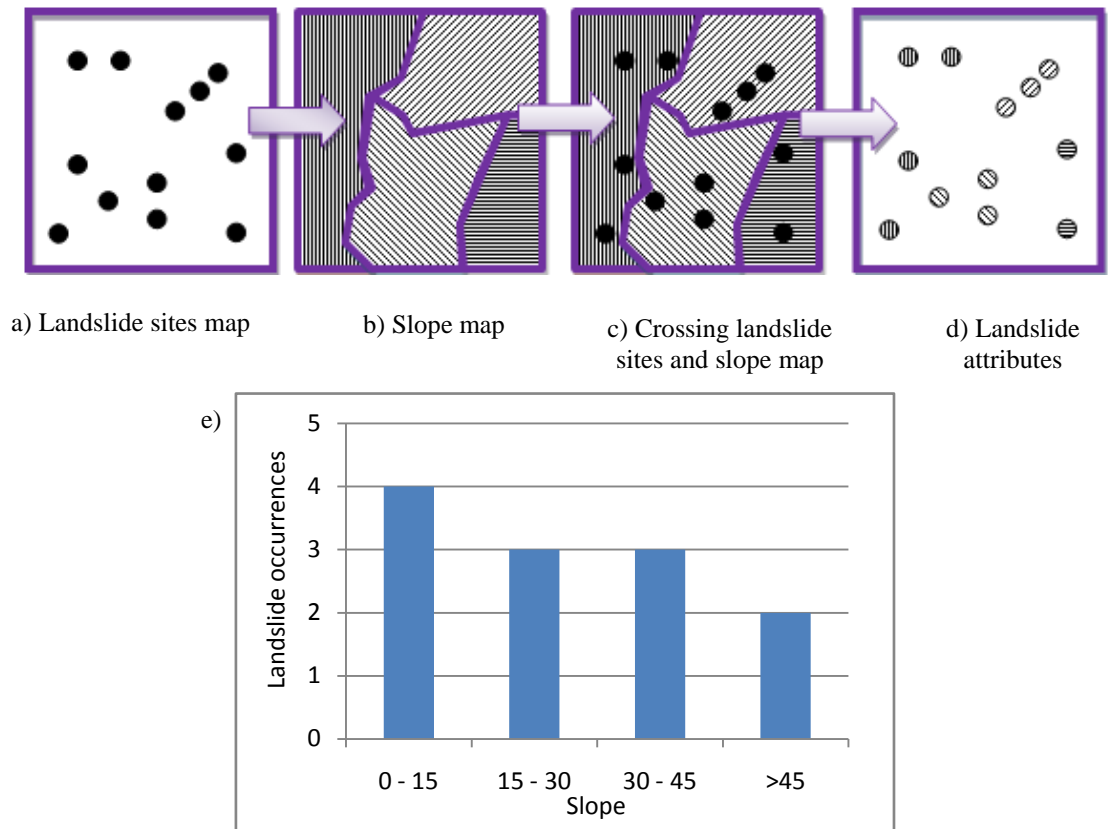 a) Landslide sites map
b) Slope map
c) Crossing landslide
sites and slope map
d) Landslide
attributes
e)
Landslide occurrences
5
4
3
2
1
0
0 - 15
15 - 30
30 - 45
>45
Slope